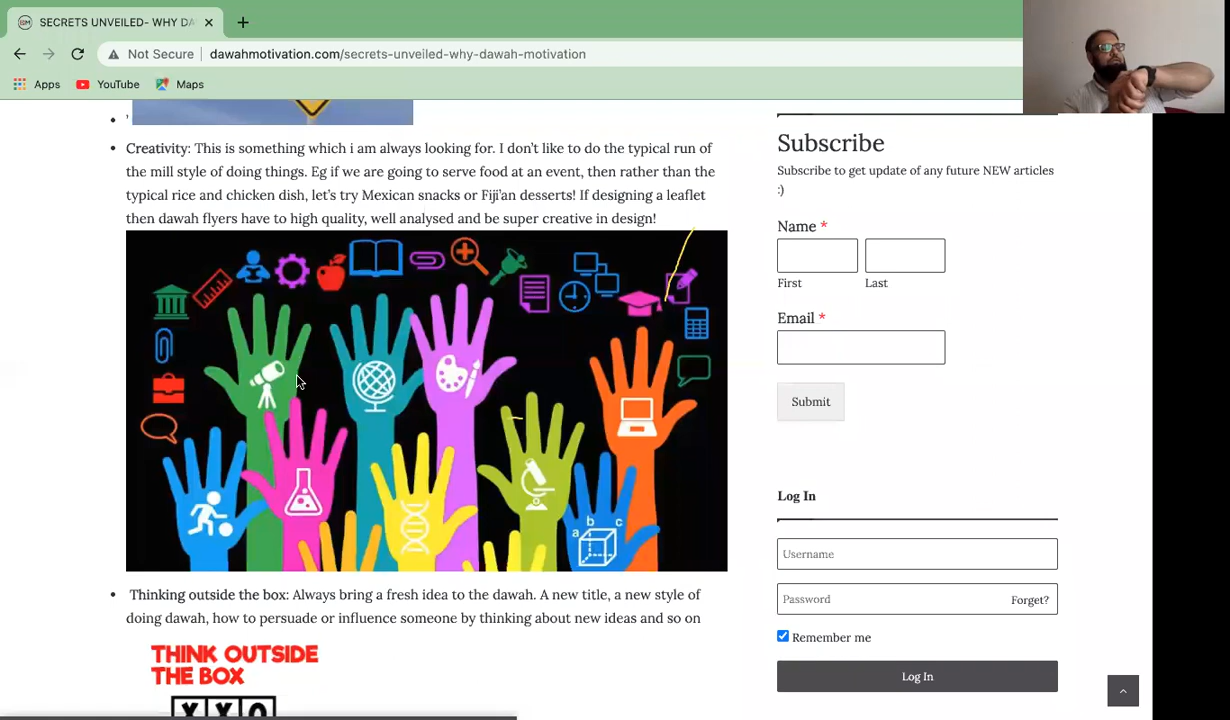 SECRETS UNVEILED- WHY DA
Not Secure
dawahmotivation.com/secrets-unveiled-why-dawah-motivation
Apps
YouTube
Maps
Creativity: This is something which i am always looking for. I don't like to do the typical run of
the mill style of doing things. Eg if we are going to serve food at an event, then rather than the
typical rice and chicken dish, let's try Mexican snacks or Fiji'an desserts! If designing a leaflet
then dawah flyers have to high quality, well analysed and be super creative in design!
a b c
Thinking outside the box: Always bring a fresh idea to the dawah. A new title, a new style of
doing dawah, how to persuade or influence someone by thinking about new ideas and so on
THINK OUTSIDE
THE BOX
XXO
Subscribe
Subscribe to get update of any future NEW articles
:)
Name *
First Last
Email *
Submit
Log In
Username
Password Forget?
Remember me
Log In